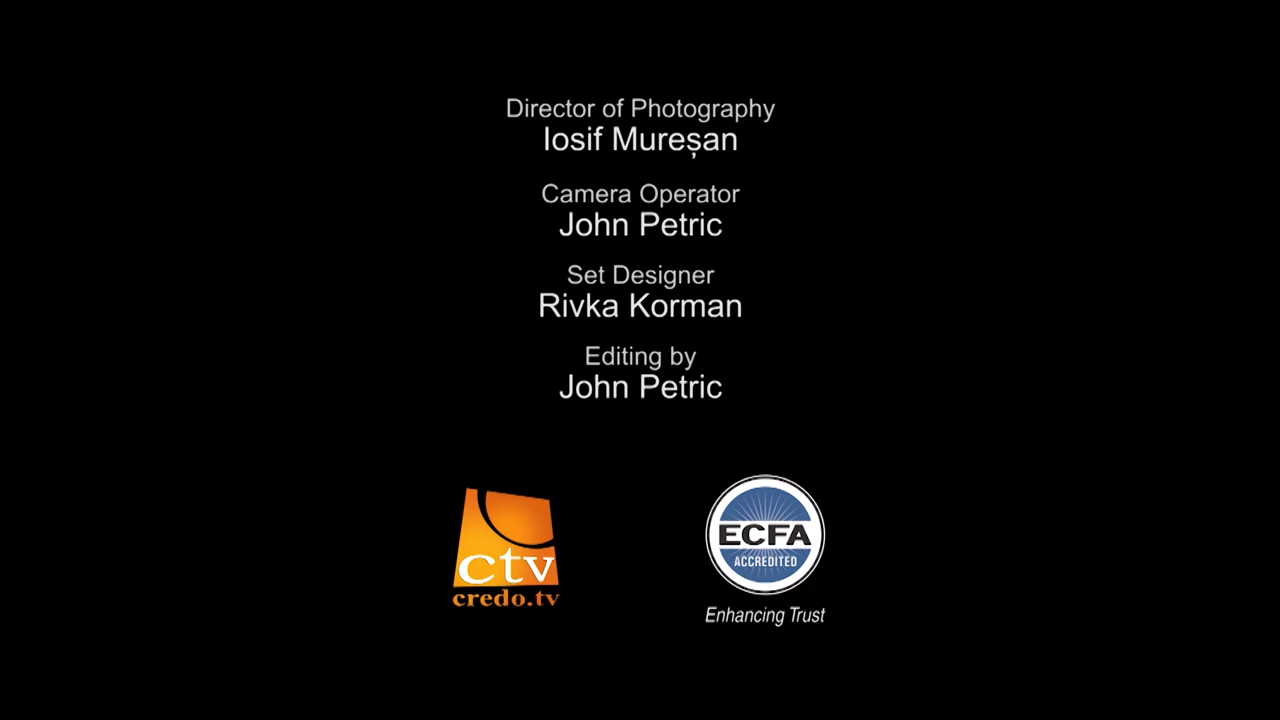 Director of Photography
Iosif Mureșan
Camera Operator
John Petric
Set Designer
Rivka Korman
Editing by
John Petric
ctv
credo.tv
ECFA
ACCREDITED
Enhancing Trust